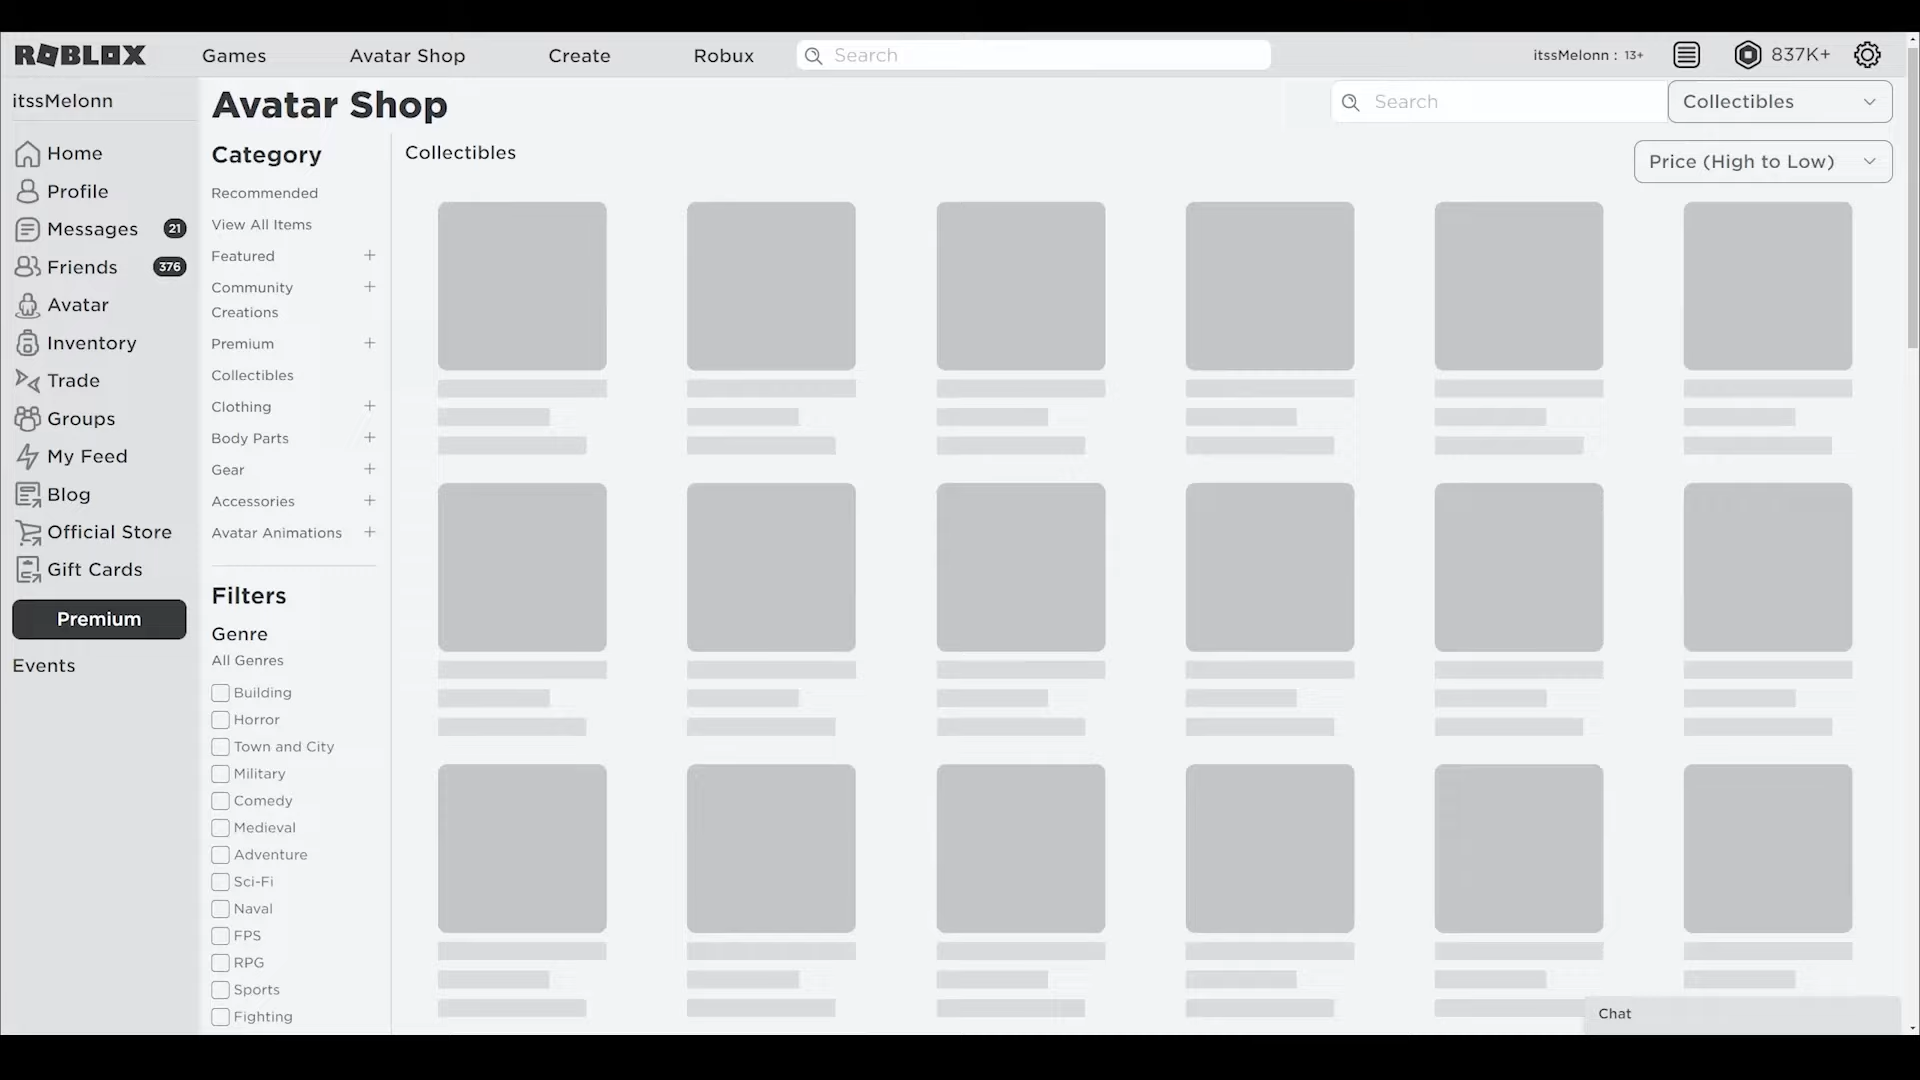 ROBLOX
Games
Avatar Shop
Create
Robux
Search
itssMelonn : 13+
837K+
itssMelonn
Home
Profile
Messages 21
Friends 376
Avatar
Inventory
Trade
Groups
My Feed
Blog
Official Store
Gift Cards
Premium
Events
Avatar Shop
Search
Collectibles
Category
Recommended
View All Items
Featured +
Community +
Creations
Premium +
Collectibles
Clothing +
Body Parts +
Gear +
Accessories +
Avatar Animations +
Filters
Genre
All Genres
Building
Horror
Town and City
Military
Comedy
Medieval
Adventure
Sci-Fi
Naval
FPS
RPG
Sports
Fighting
Collectibles
Price (High to Low)
Chat